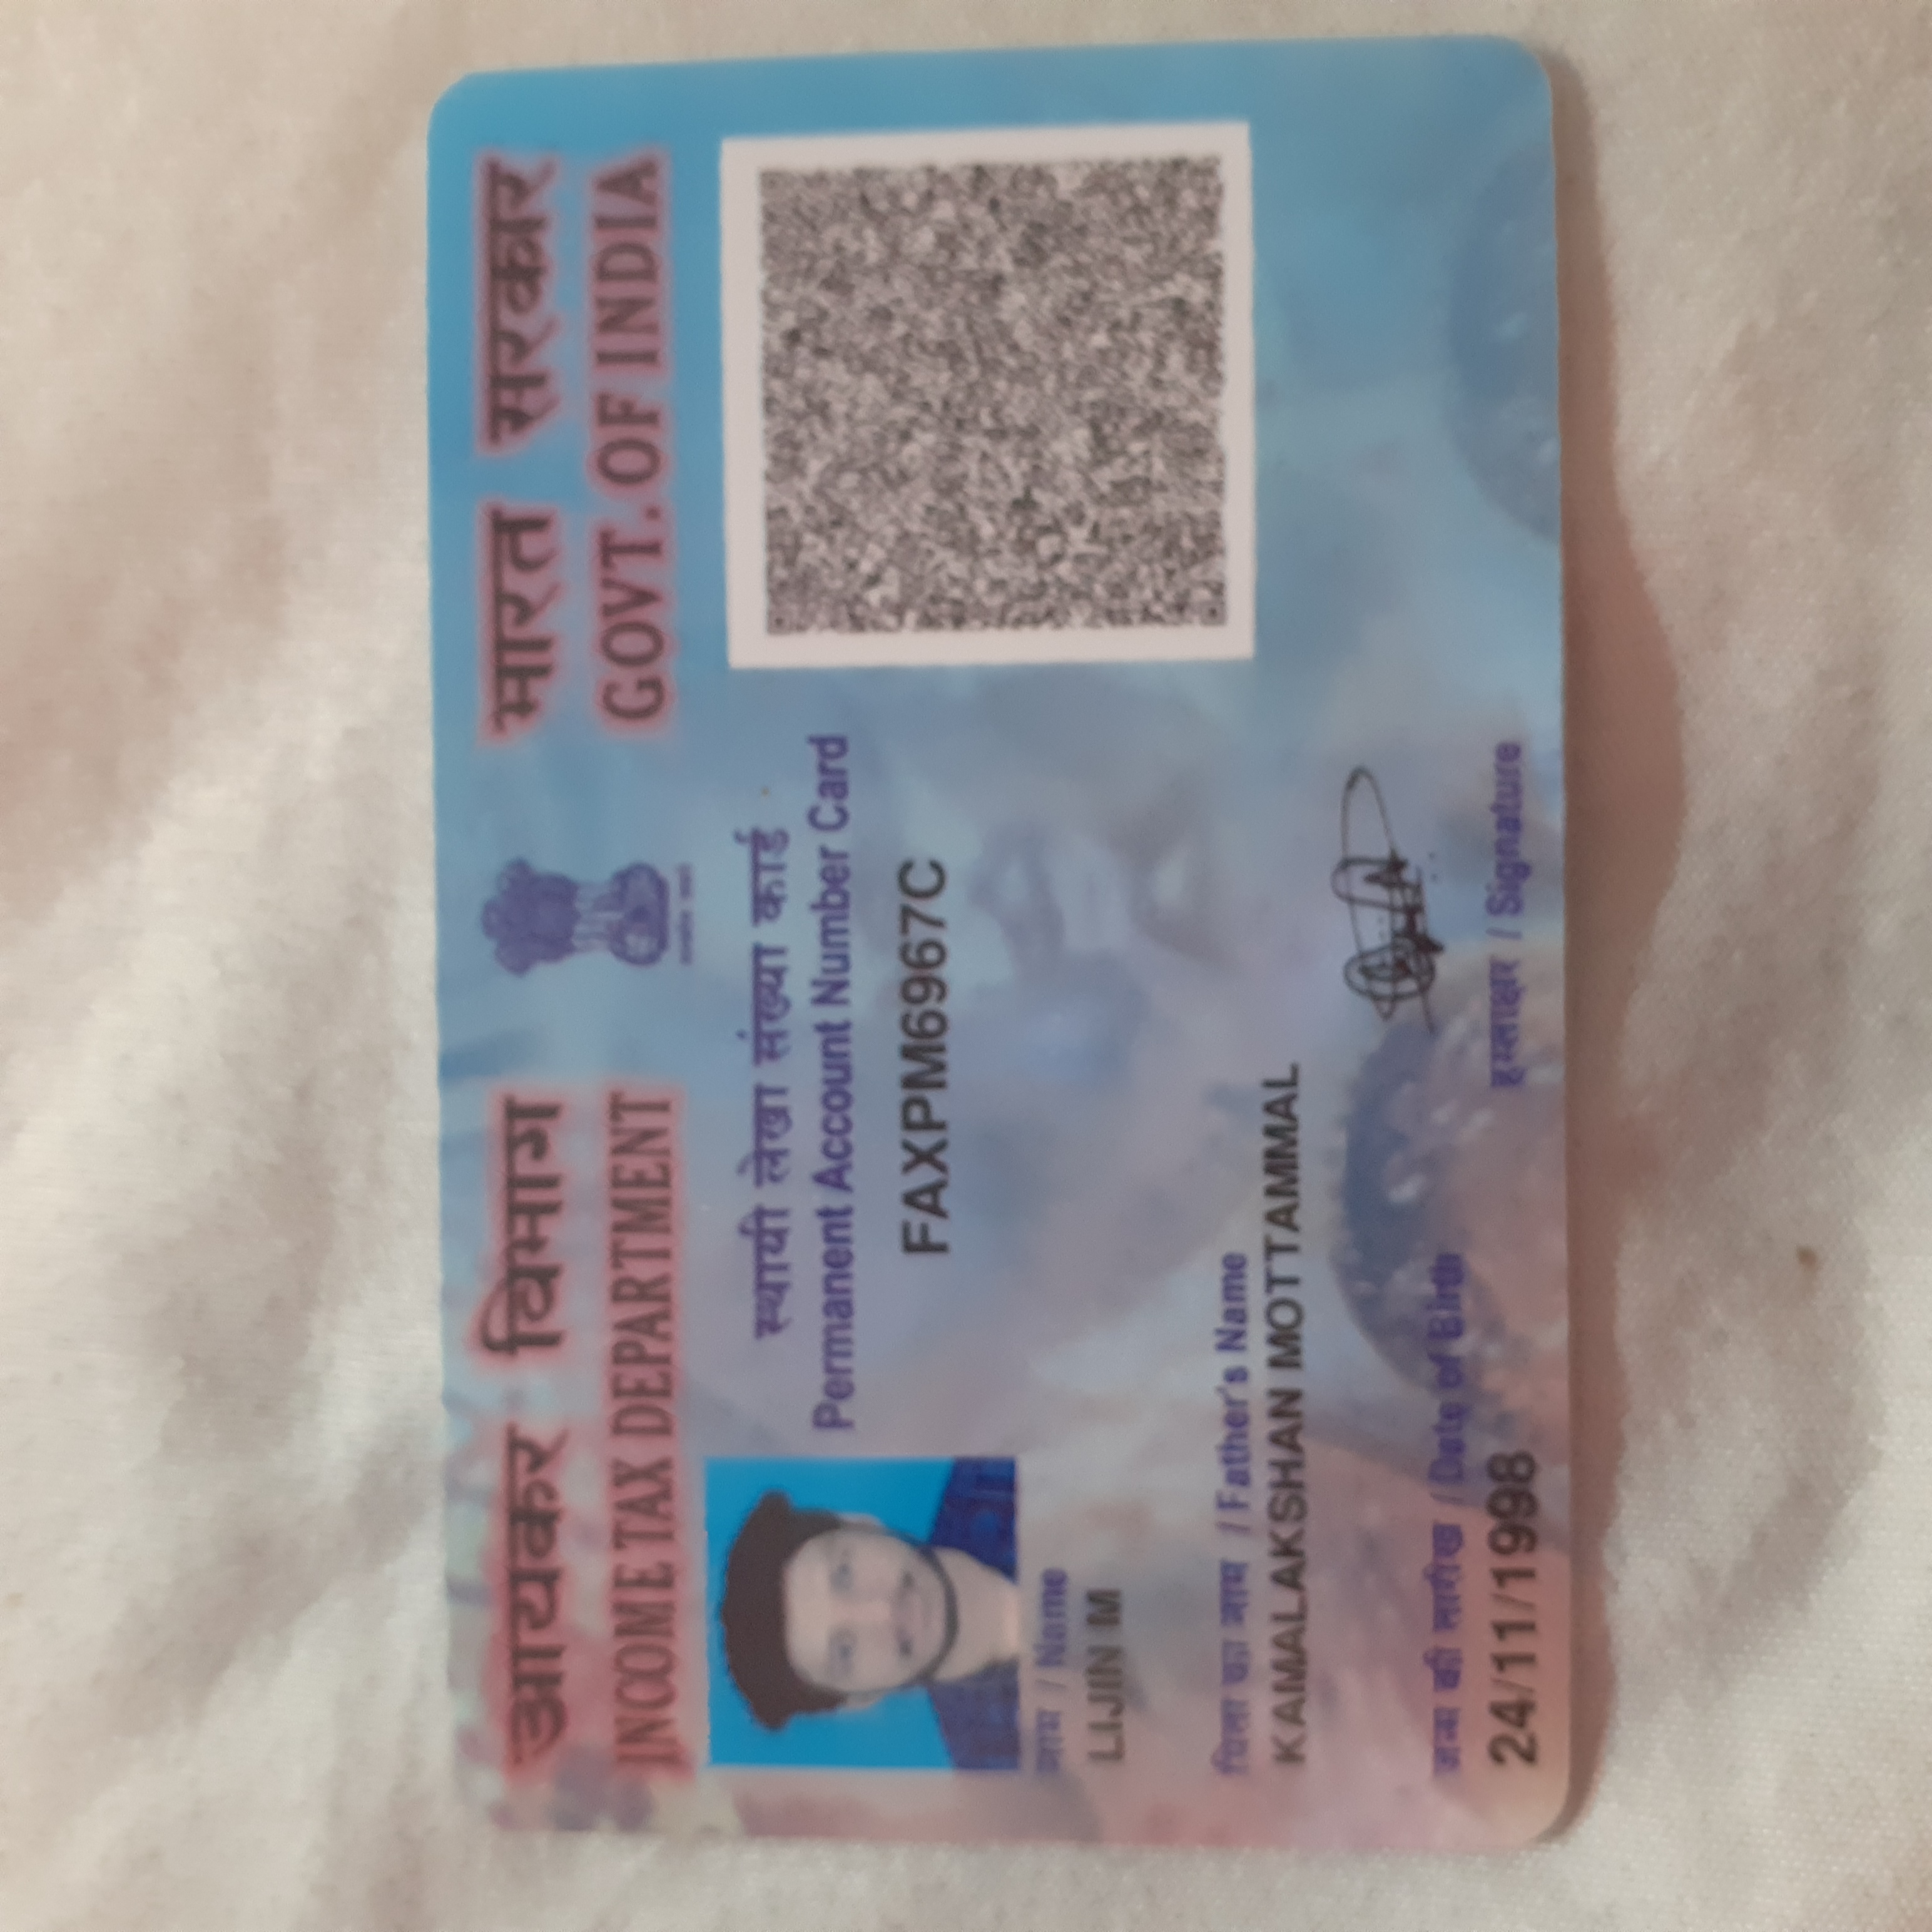 आयकर विभाग
INCOME TAX DEPARTMENT
भारत सरकार
GOVT. OF INDIA
स्थायी लेखा संख्या कार्ड
Permanent Account Number Card
FAXPM6967C
नाम / Name
LIJIN M
पिता का नाम / Father's Name
KAMALAKSHAN MOTTAMMAL
जन्म की तारीख / Date of Birth
24/11/1998
हस्ताक्षर / Signature